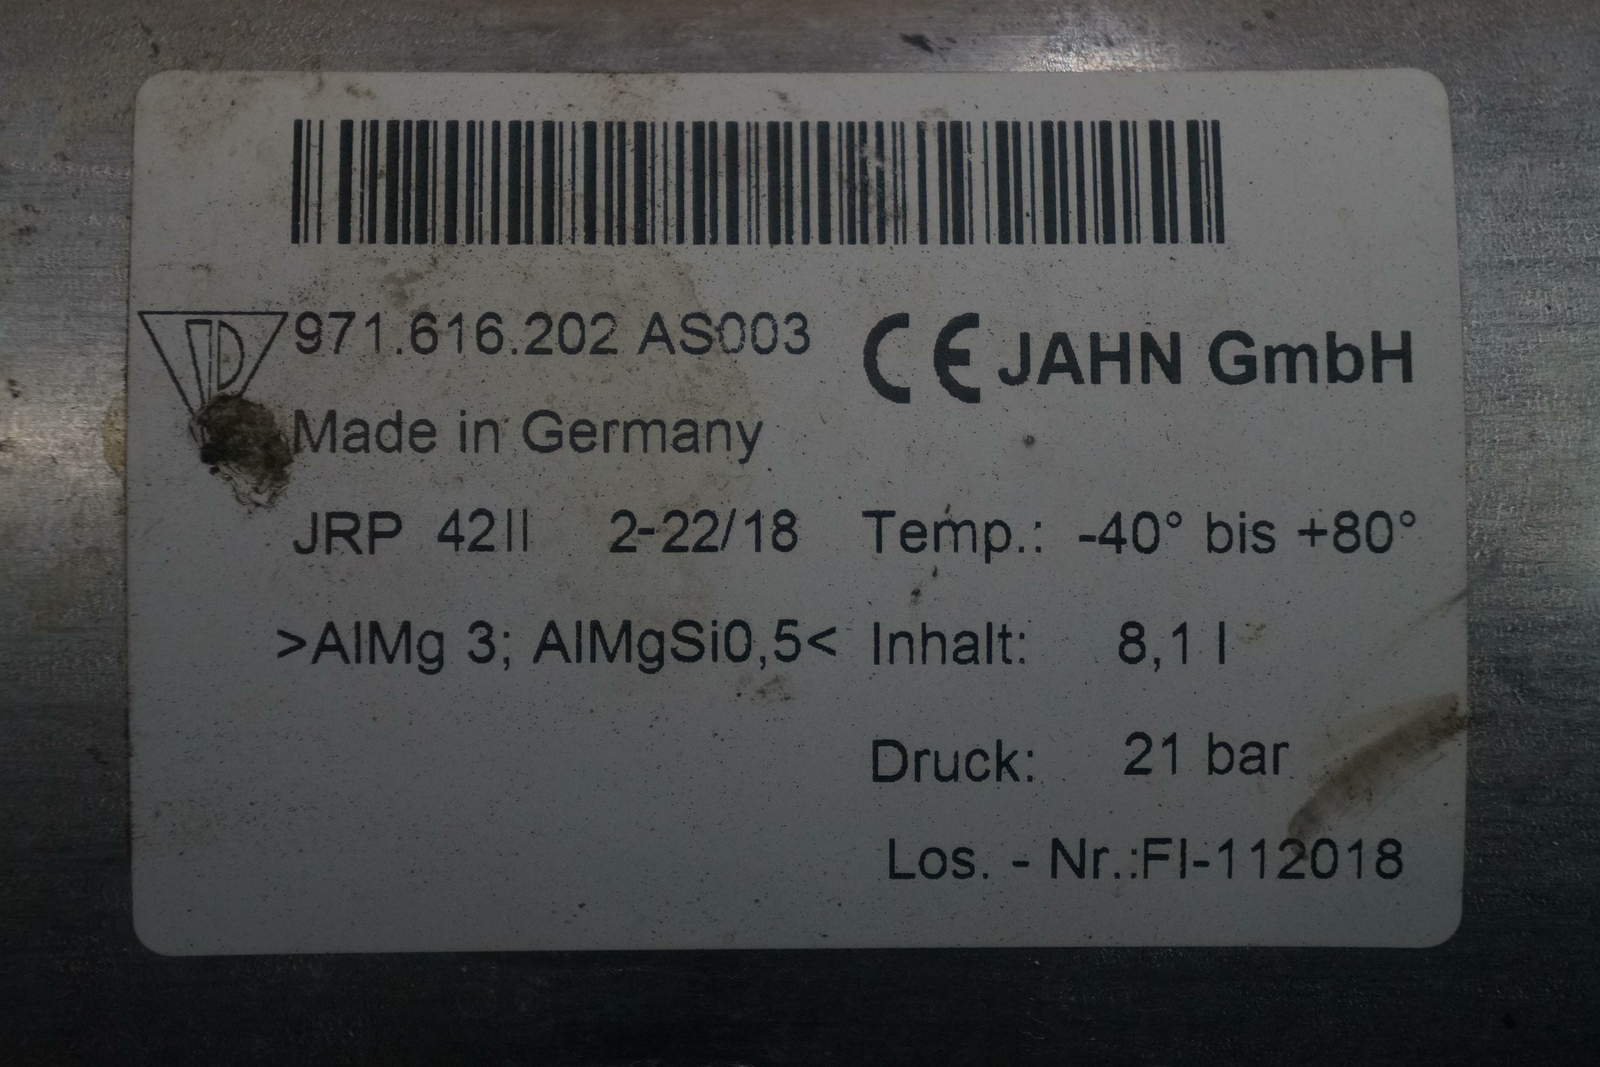 971.616.202 AS003
CE JAHN GmbH
Made in Germany
JRP 42II 2-22/18 Temp.: -40° bis +80°
>AlMg 3; AlMgSi0,5< Inhalt: 8,1 l
Druck: 21 bar
Los. - Nr.:FI-112018